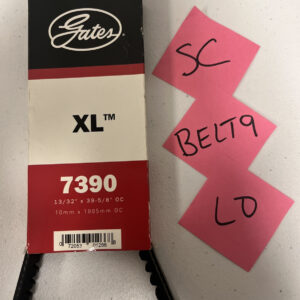 Gates
XL™
7390
13/32" x 39-5/8" OC
10mm x 1005mm OC
SC
BELT9
LO